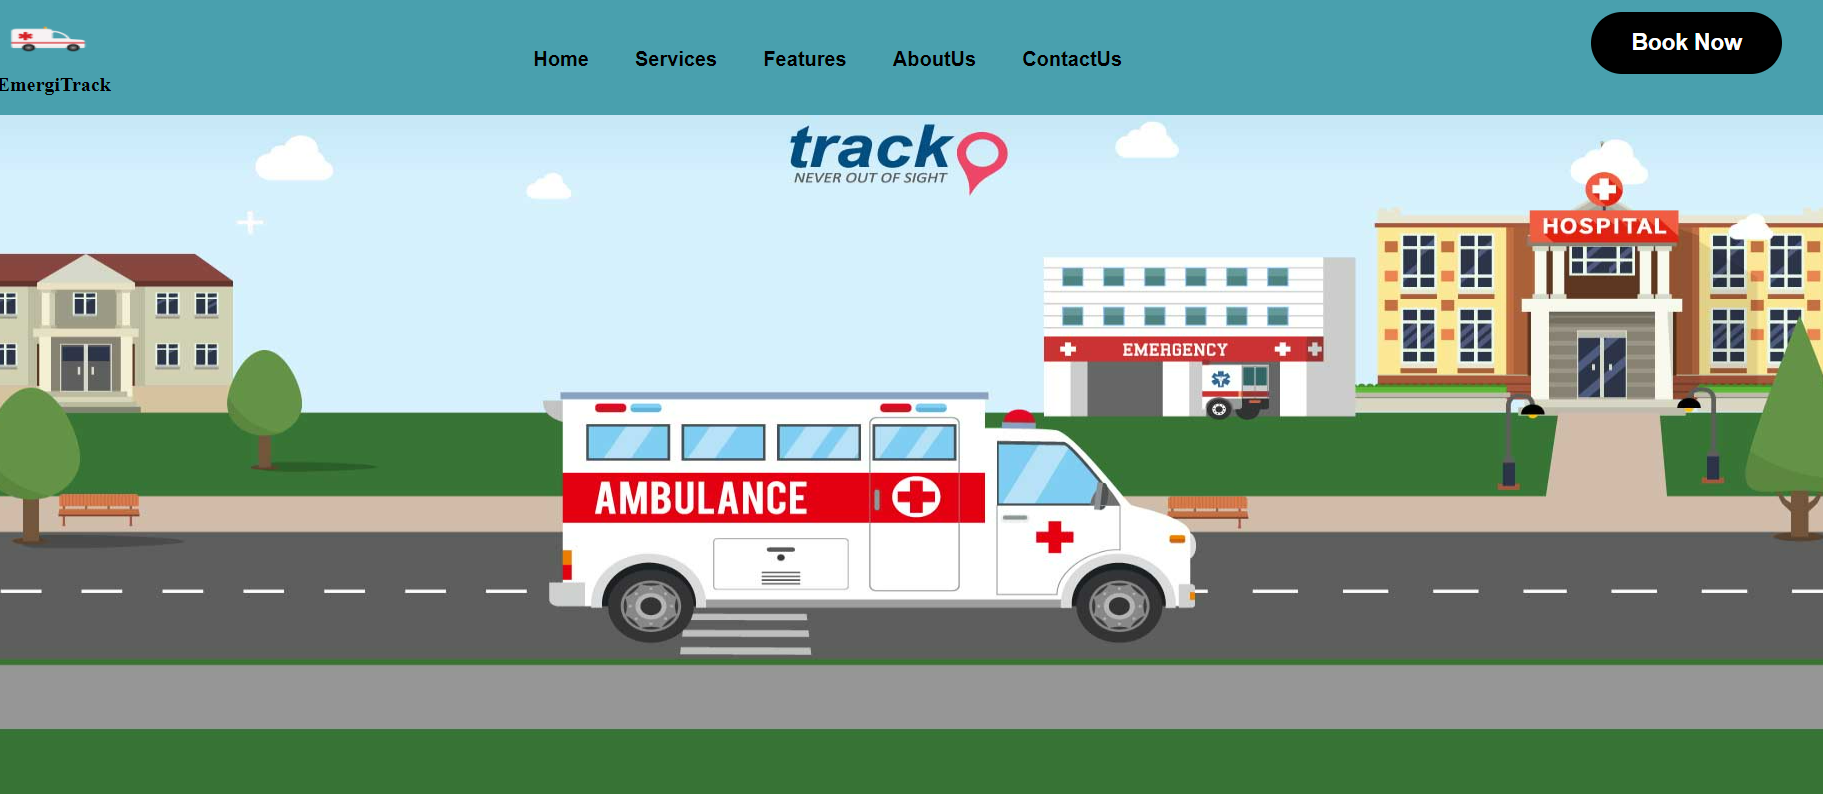 Home Services Features AboutUs ContactUs
Book Now
EmergiTrack
track
NEVER OUT OF SIGHT
HOSPITAL
EMERGENCY
AMBULANCE